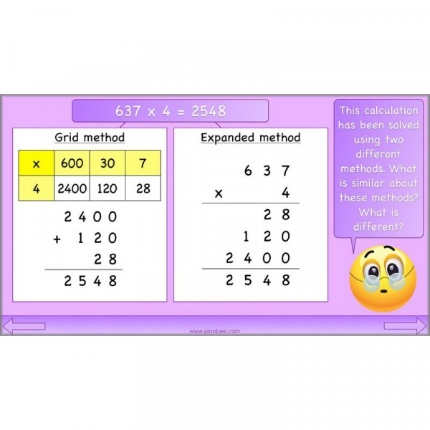 637 x 4 = 2548
Grid method
x 600 30 7
4 2400 120 28
2 4 0 0
+ 1 2 0
2 8
2 5 4 8
Expanded method
6 3 7
x 4
2 8
1 2 0
2 4 0 0
2 5 4 8
This calculation
has been solved
using two
different
methods. What
is similar about
these methods?
What is
different?
www.planbee.com